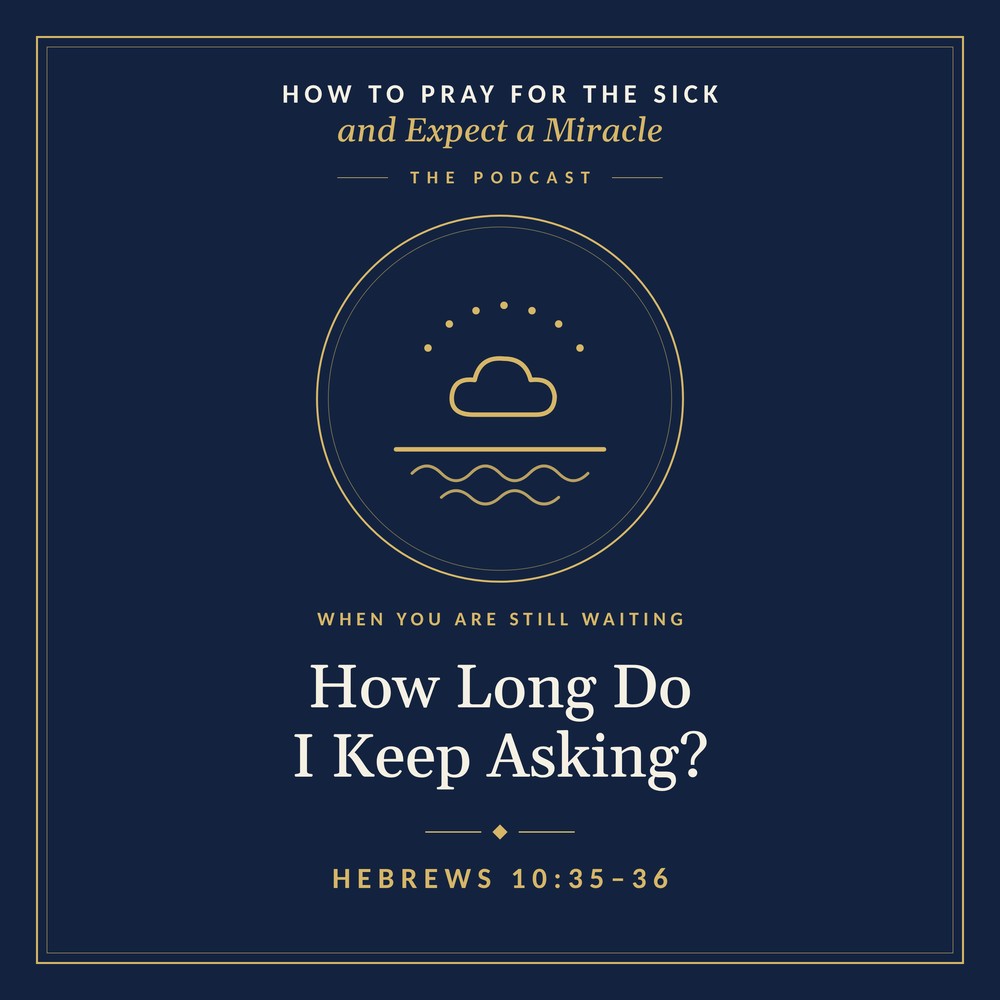 HOW TO PRAY FOR THE SICK
and Expect a Miracle
THE PODCAST
WHEN YOU ARE STILL WAITING
How Long Do
I Keep Asking?
HEBREWS 10:35–36